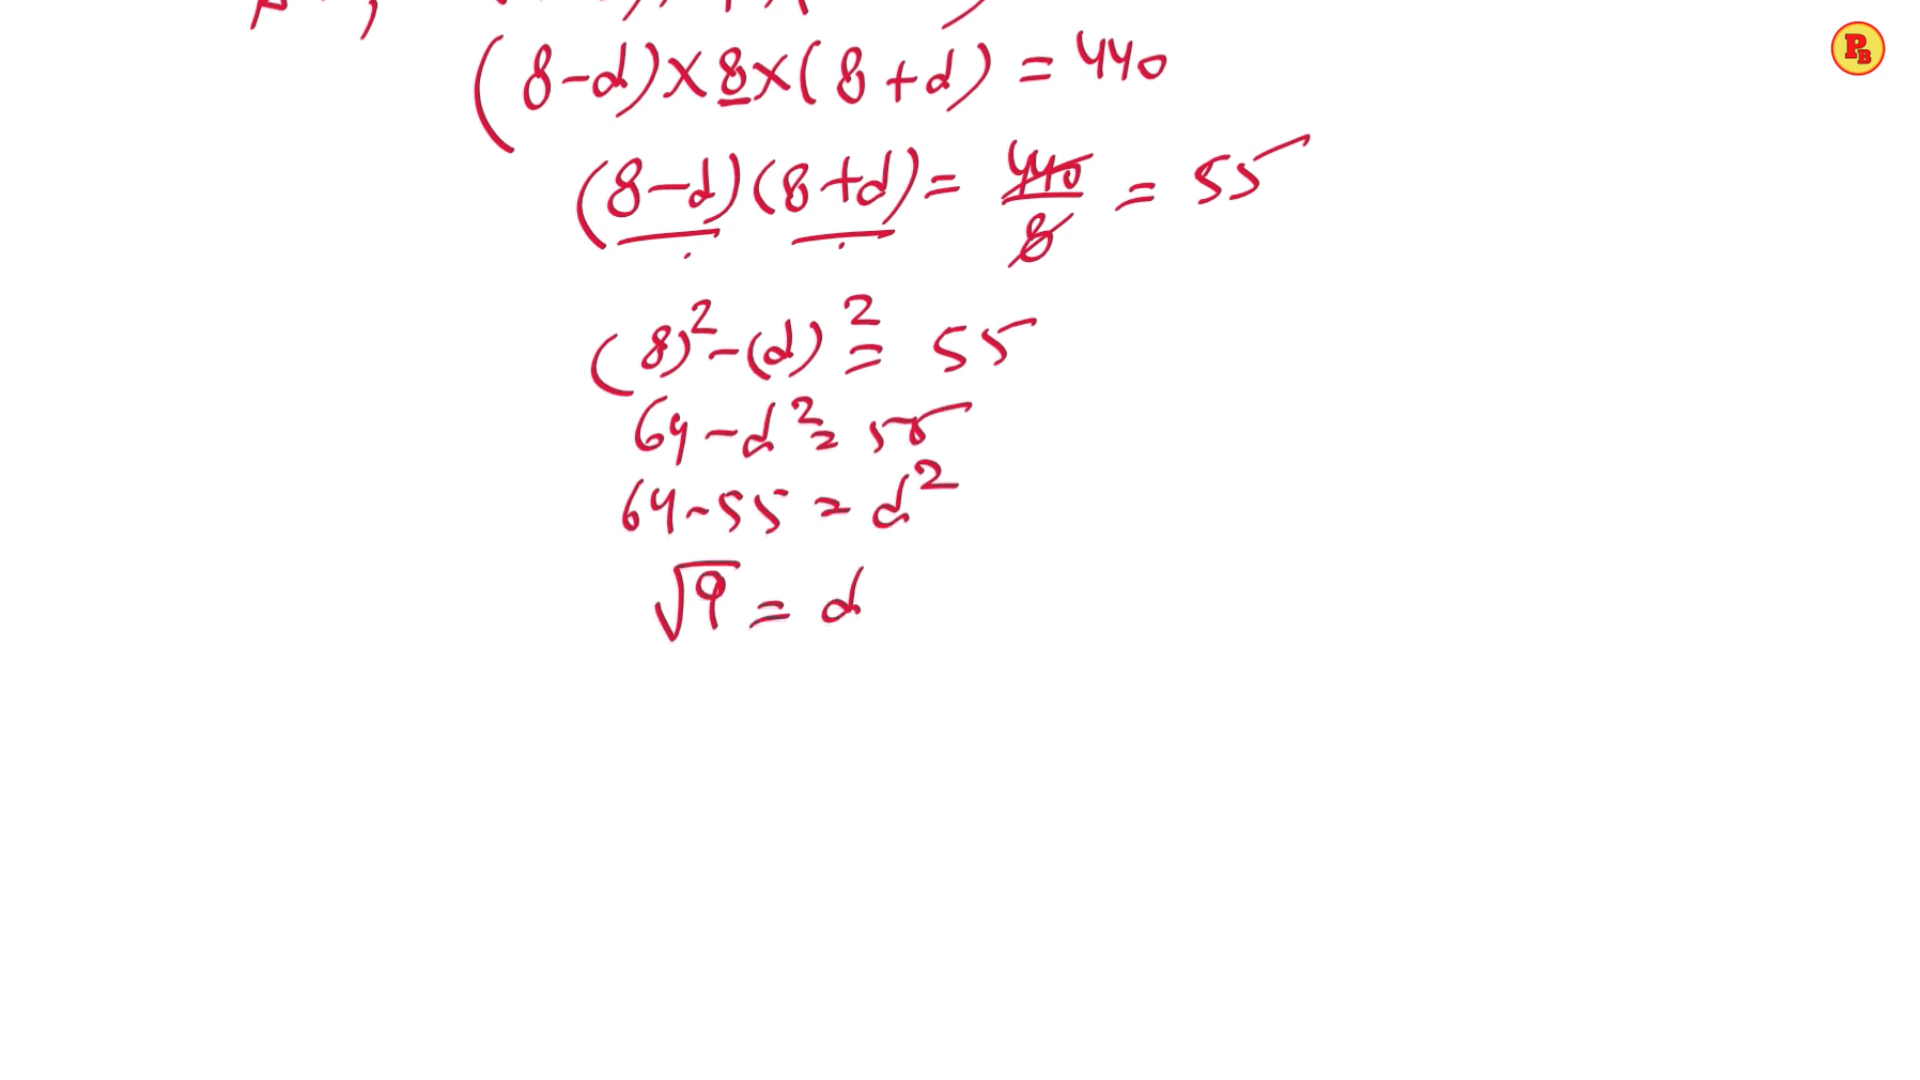 (8-d)×8×(8+d) = 440
(8-d)(8+d) = 440/8 = 55
(8)²-(d)² = 55
64-d² = 55
64-55 = d²
√9 = d
PB